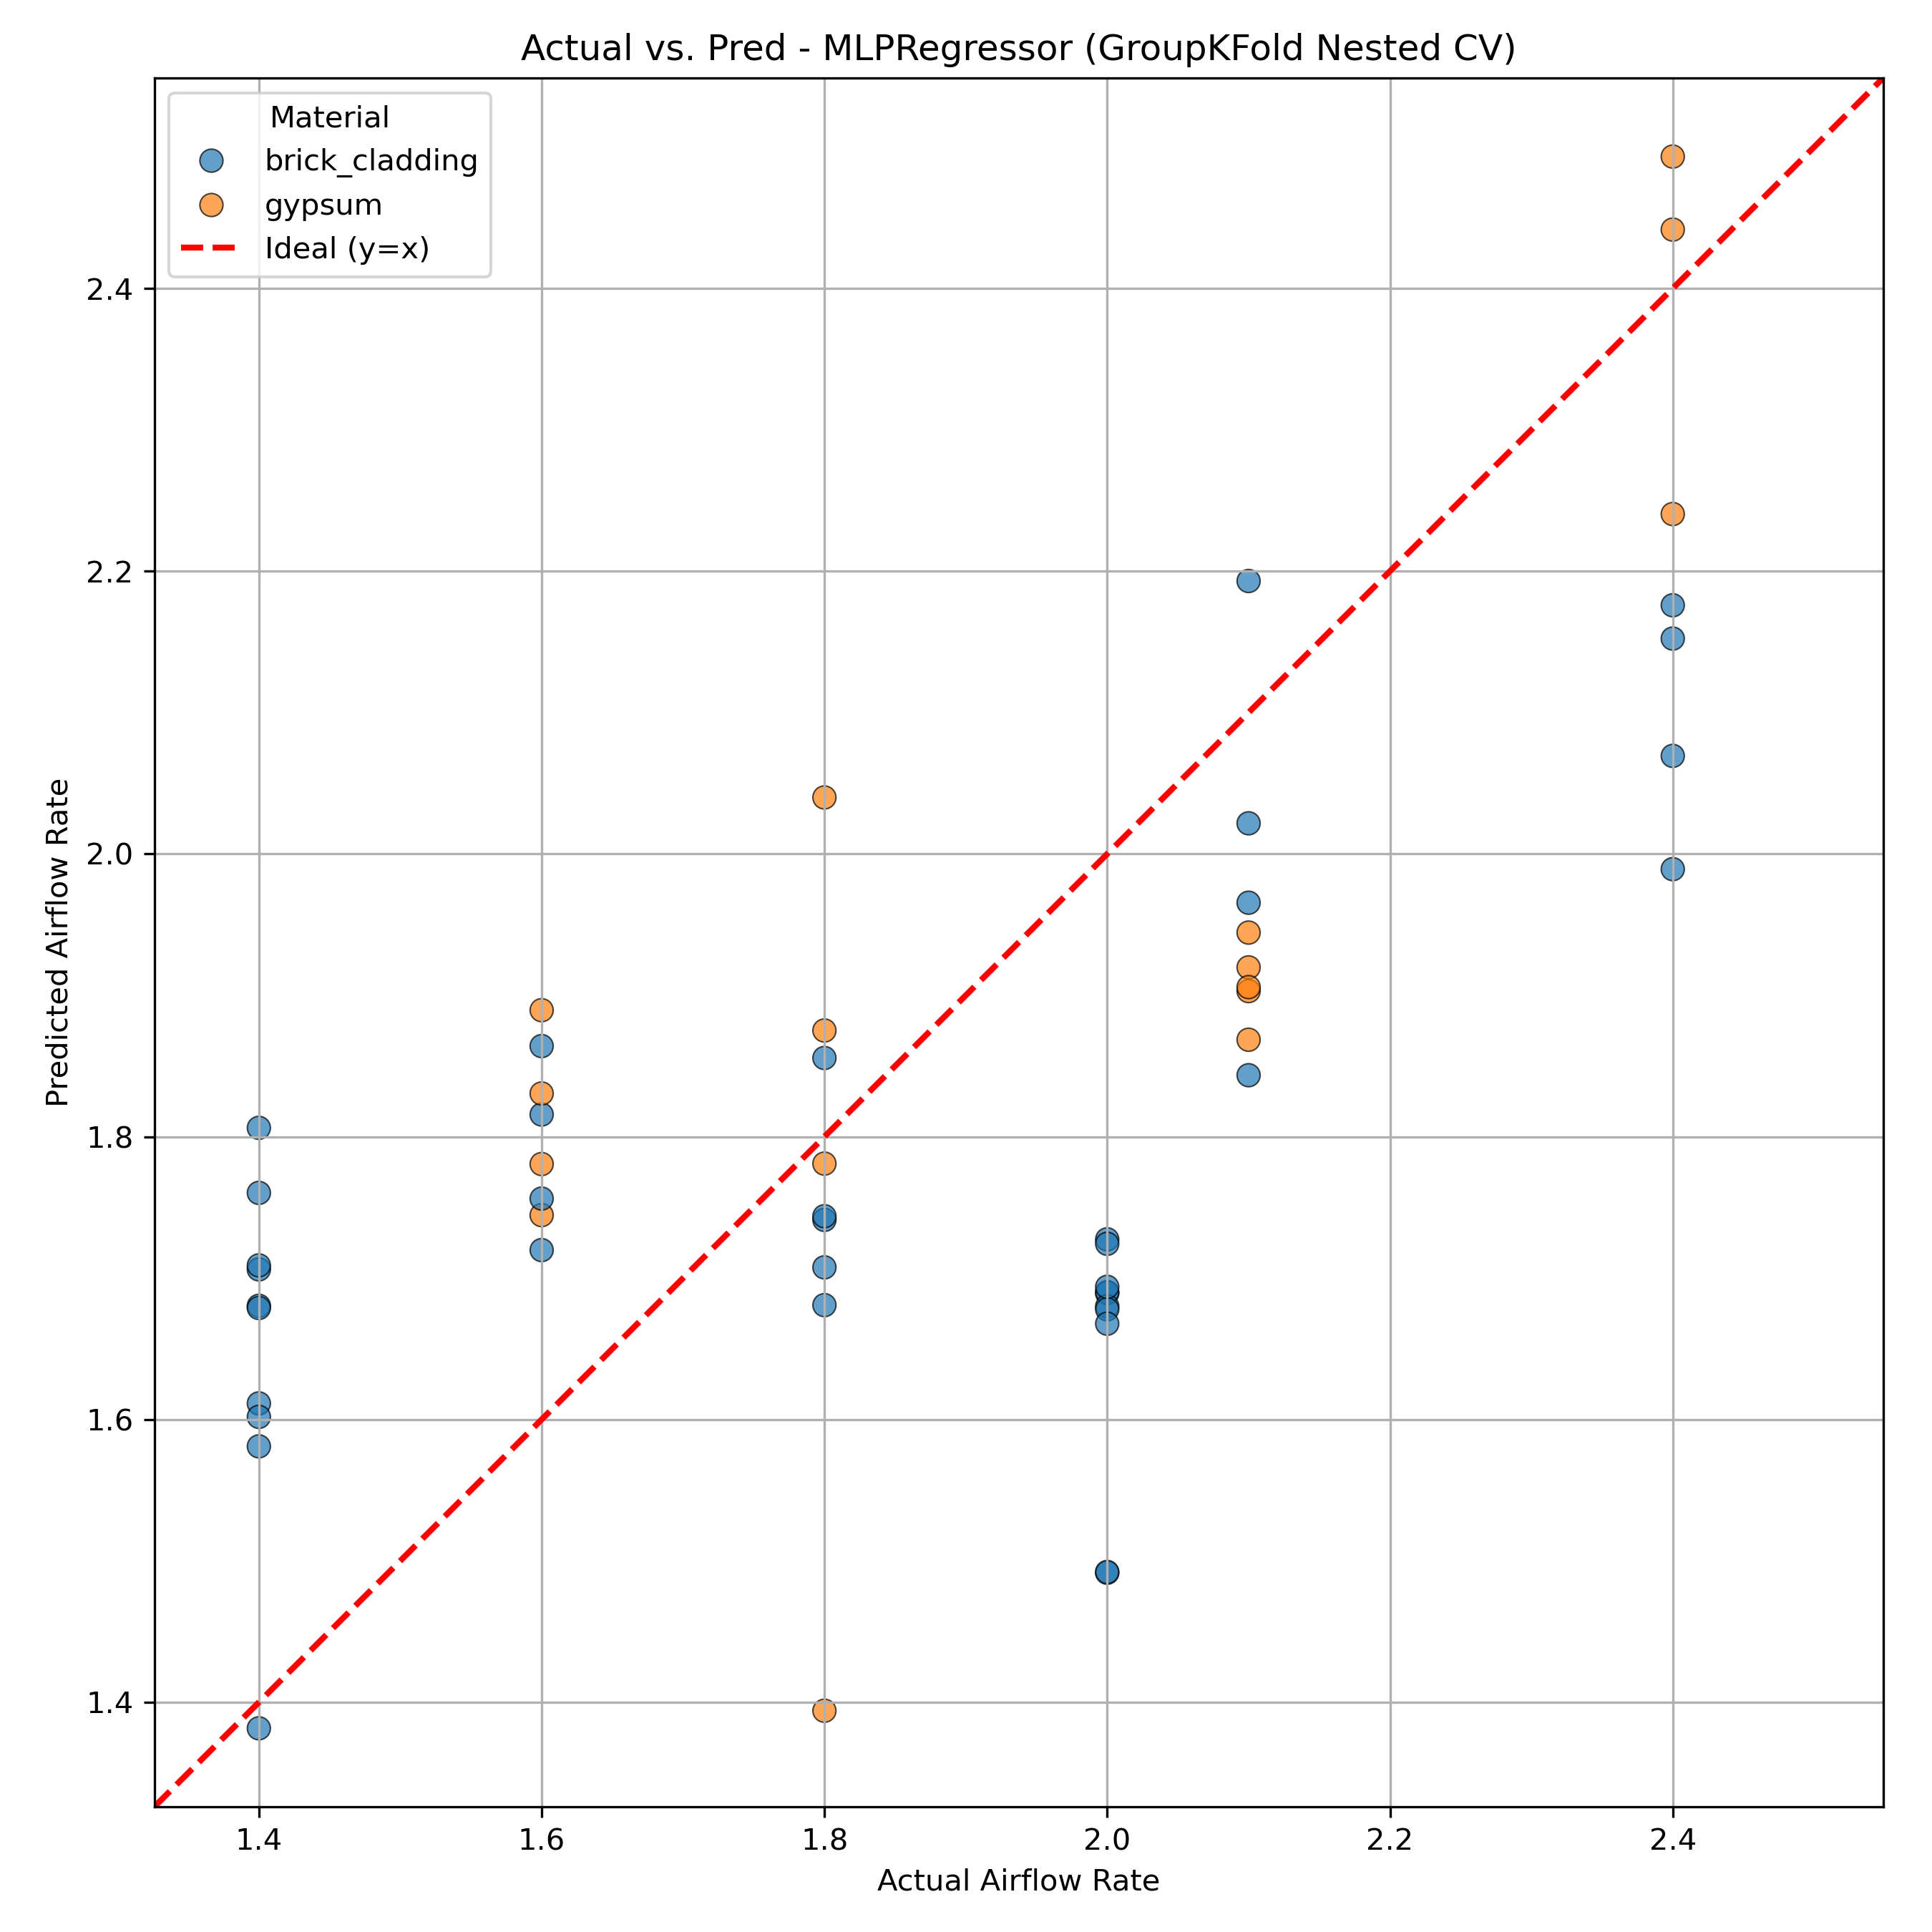 Actual vs. Pred - MLPRegressor (GroupKFold Nested CV)
Material
brick_cladding
gypsum
Ideal (y=x)
Predicted Airflow Rate
2.4
2.2
2.0
1.8
1.6
1.4
1.4 1.6 1.8 2.0 2.2 2.4
Actual Airflow Rate